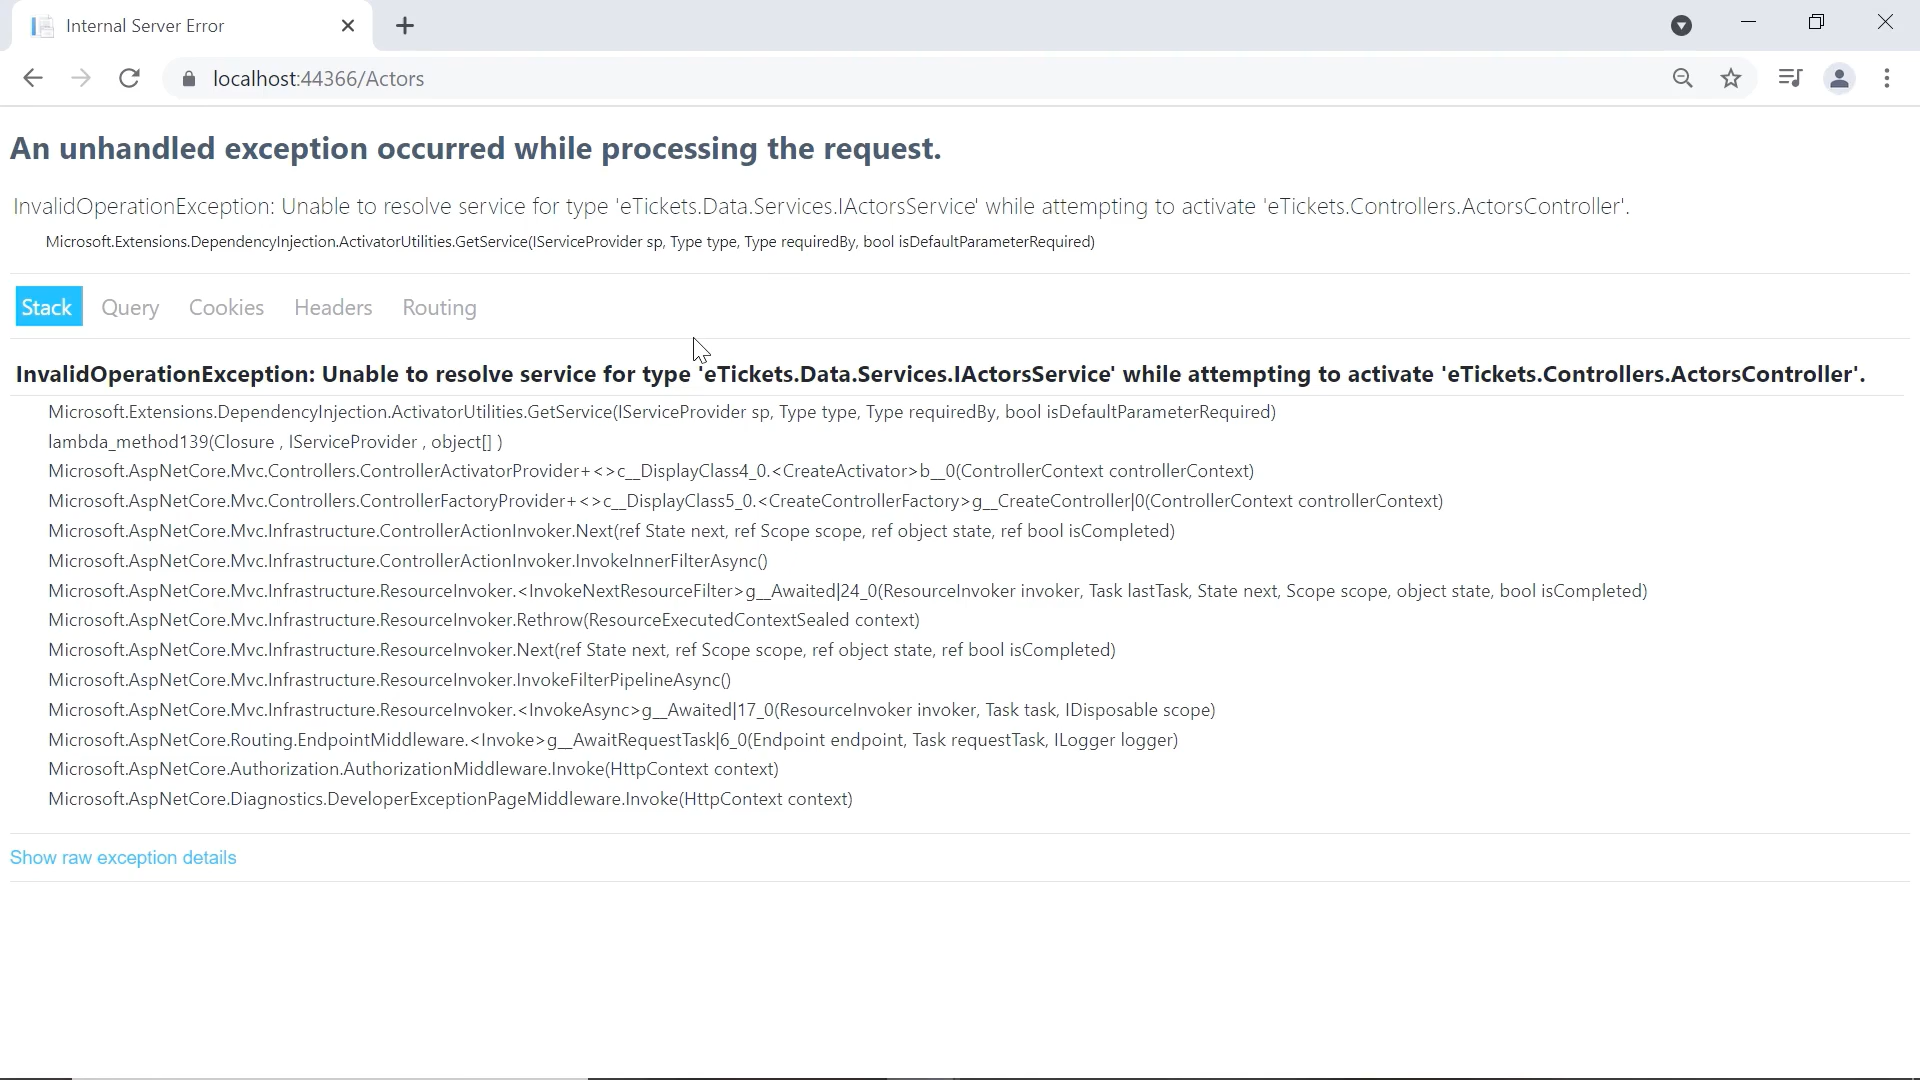 Internal Server Error
localhost:44366/Actors
An unhandled exception occurred while processing the request.
InvalidOperationException: Unable to resolve service for type 'eTickets.Data.Services.IActorsService' while attempting to activate 'eTickets.Controllers.ActorsController'.
Microsoft.Extensions.DependencyInjection.ActivatorUtilities.GetService(IServiceProvider sp, Type type, Type requiredBy, bool isDefaultParameterRequired)
Stack Query Cookies Headers Routing
InvalidOperationException: Unable to resolve service for type 'eTickets.Data.Services.IActorsService' while attempting to activate 'eTickets.Controllers.ActorsController'.
Microsoft.Extensions.DependencyInjection.ActivatorUtilities.GetService(IServiceProvider sp, Type type, Type requiredBy, bool isDefaultParameterRequired)
lambda_method139(Closure , IServiceProvider , object[] )
Microsoft.AspNetCore.Mvc.Controllers.ControllerActivatorProvider+<>c__DisplayClass4_0.<CreateActivator>b__0(ControllerContext controllerContext)
Microsoft.AspNetCore.Mvc.Controllers.ControllerFactoryProvider+<>c__DisplayClass5_0.<CreateControllerFactory>g__CreateController|0(ControllerContext controllerContext)
Microsoft.AspNetCore.Mvc.Infrastructure.ControllerActionInvoker.Next(ref State next, ref Scope scope, ref object state, ref bool isCompleted)
Microsoft.AspNetCore.Mvc.Infrastructure.ControllerActionInvoker.InvokeInnerFilterAsync()
Microsoft.AspNetCore.Mvc.Infrastructure.ResourceInvoker.<InvokeNextResourceFilter>g__Awaited|24_0(ResourceInvoker invoker, Task lastTask, State next, Scope scope, object state, bool isCompleted)
Microsoft.AspNetCore.Mvc.Infrastructure.ResourceInvoker.Rethrow(ResourceExecutedContextSealed context)
Microsoft.AspNetCore.Mvc.Infrastructure.ResourceInvoker.Next(ref State next, ref Scope scope, ref object state, ref bool isCompleted)
Microsoft.AspNetCore.Mvc.Infrastructure.ResourceInvoker.InvokeFilterPipelineAsync()
Microsoft.AspNetCore.Mvc.Infrastructure.ResourceInvoker.<InvokeAsync>g__Awaited|17_0(ResourceInvoker invoker, Task task, IDisposable scope)
Microsoft.AspNetCore.Routing.EndpointMiddleware.<Invoke>g__AwaitRequestTask|6_0(Endpoint endpoint, Task requestTask, ILogger logger)
Microsoft.AspNetCore.Authorization.AuthorizationMiddleware.Invoke(HttpContext context)
Microsoft.AspNetCore.Diagnostics.DeveloperExceptionPageMiddleware.Invoke(HttpContext context)
Show raw exception details